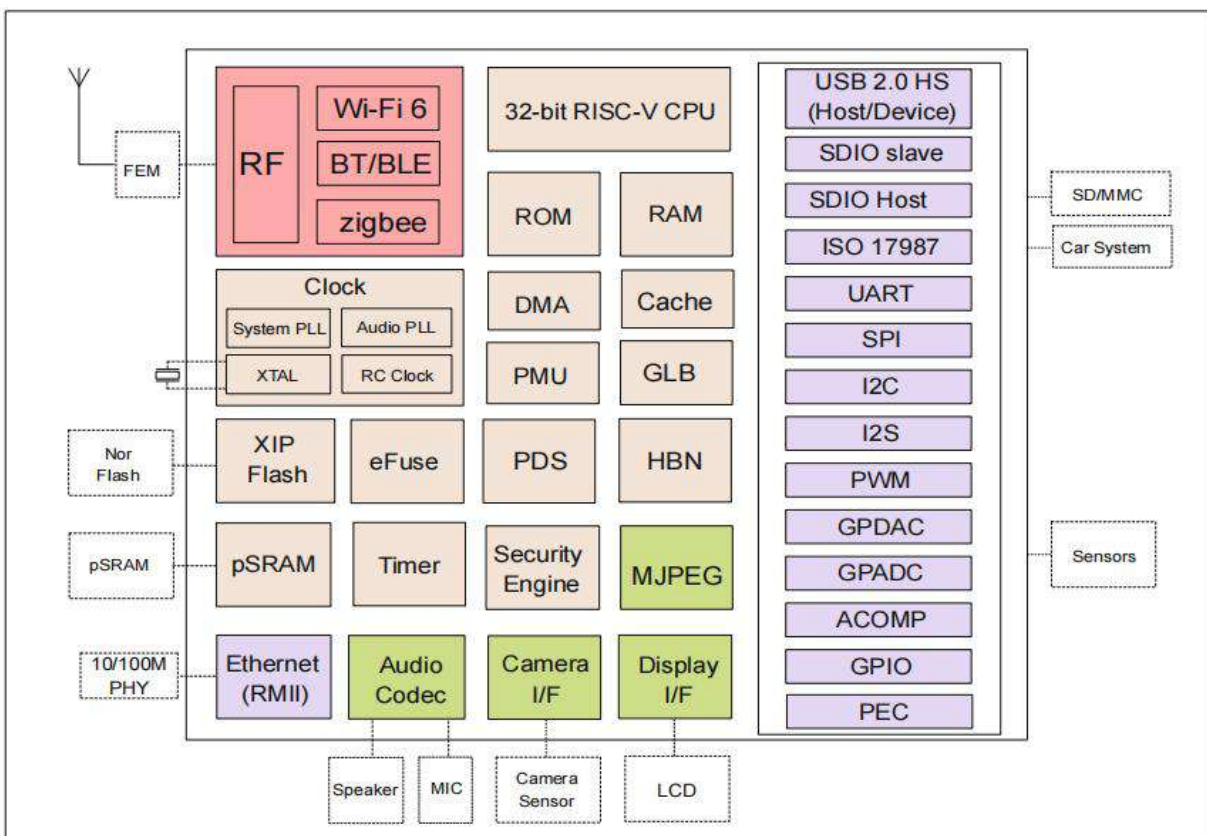 FEM
RF
Wi-Fi 6
BT/BLE
zigbee
32-bit RISC-V CPU
ROM
RAM
Clock
System PLL
Audio PLL
XTAL
RC Clock
DMA
Cache
PMU
GLB
Nor
Flash
XIP
Flash
eFuse
PDS
HBN
pSRAM
pSRAM
Timer
Security
Engine
MJPEG
10/100M
PHY
Ethernet
(RMII)
Audio
Codec
Camera
I/F
Display
I/F
Speaker
MIC
Camera
Sensor
LCD
USB 2.0 HS
(Host/Device)
SDIO slave
SDIO Host
ISO 17987
UART
SPI
I2C
I2S
PWM
GPDAC
GPADC
ACOMP
GPIO
PEC
SD/MMC
Car System
Sensors